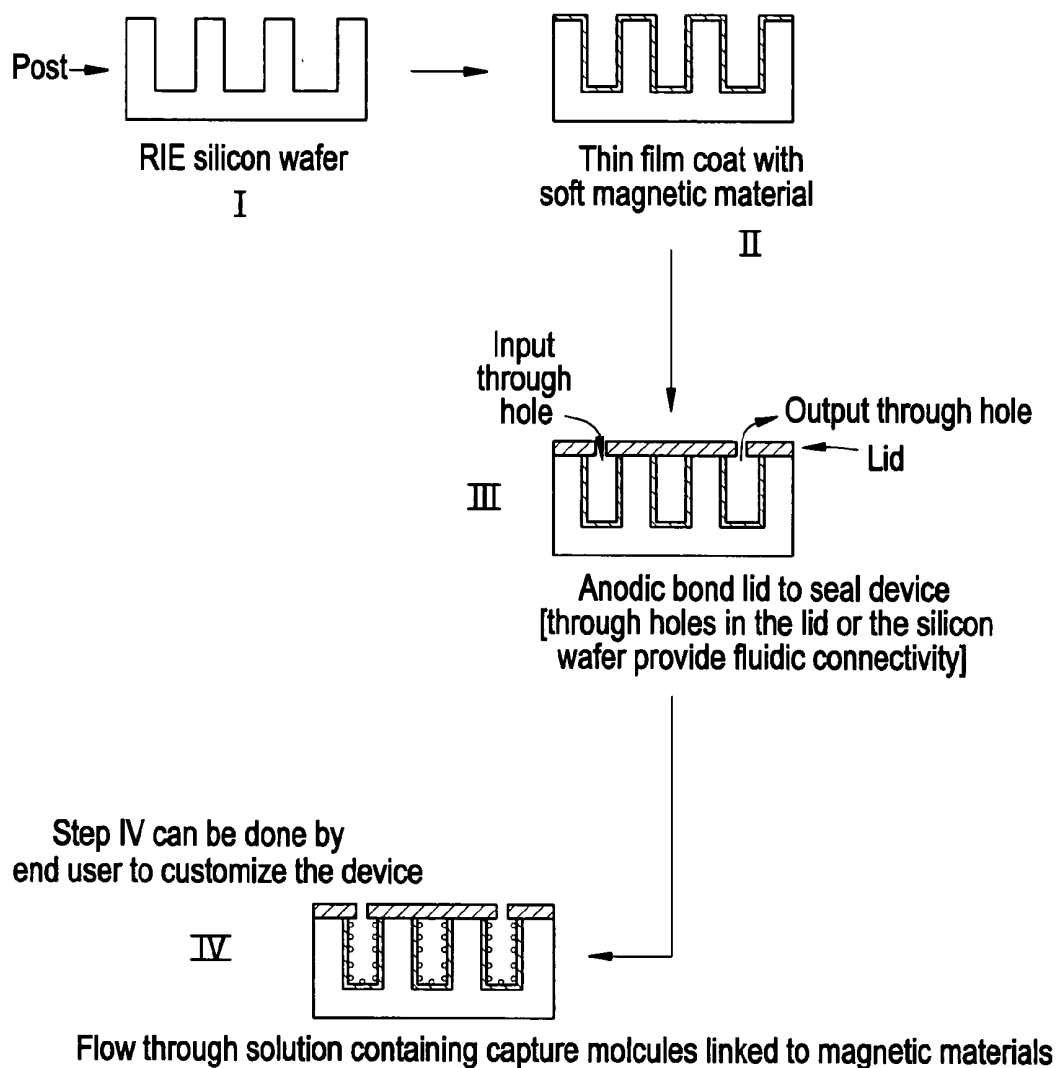 Post
RIE silicon wafer
I
Thin film coat with
soft magnetic material
II
Input
through
hole
Output through hole
Lid
III
Anodic bond lid to seal device
[through holes in the lid or the silicon
wafer provide fluidic connectivity]
Step IV can be done by
end user to customize the device
IV
Flow through solution containing capture molcules linked to magnetic materials